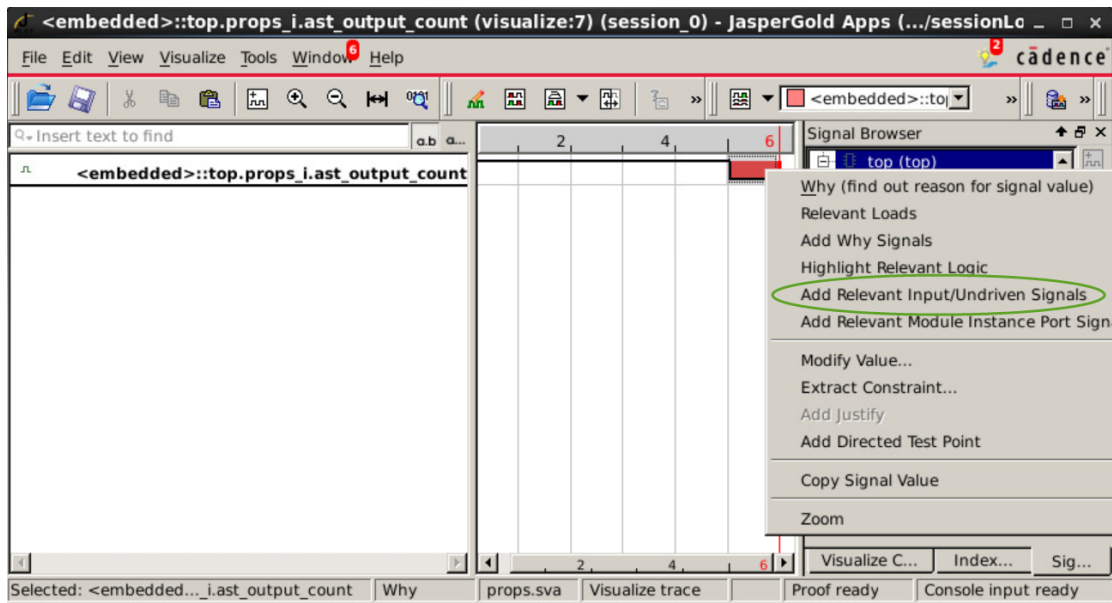 <embedded>::top.props_i.ast_output_count (visualize:7) (session_0) - JasperGold Apps (.../sessionLo
File Edit View Visualize Tools Window 6 Help 2 cādence
<embedded>::to
Insert text to find a.b a...
2 4 6
Signal Browser
<embedded>::top.props_i.ast_output_count
top (top)
Why (find out reason for signal value)
Relevant Loads
Add Why Signals
Highlight Relevant Logic
Add Relevant Input/Undriven Signals
Add Relevant Module Instance Port Sign
Modify Value...
Extract Constraint...
Add Justify
Add Directed Test Point
Copy Signal Value
Zoom
2 4 6
Visualize C... Index... Sig...
Selected: <embedded..._i.ast_output_count Why props.sva Visualize trace Proof ready Console input ready